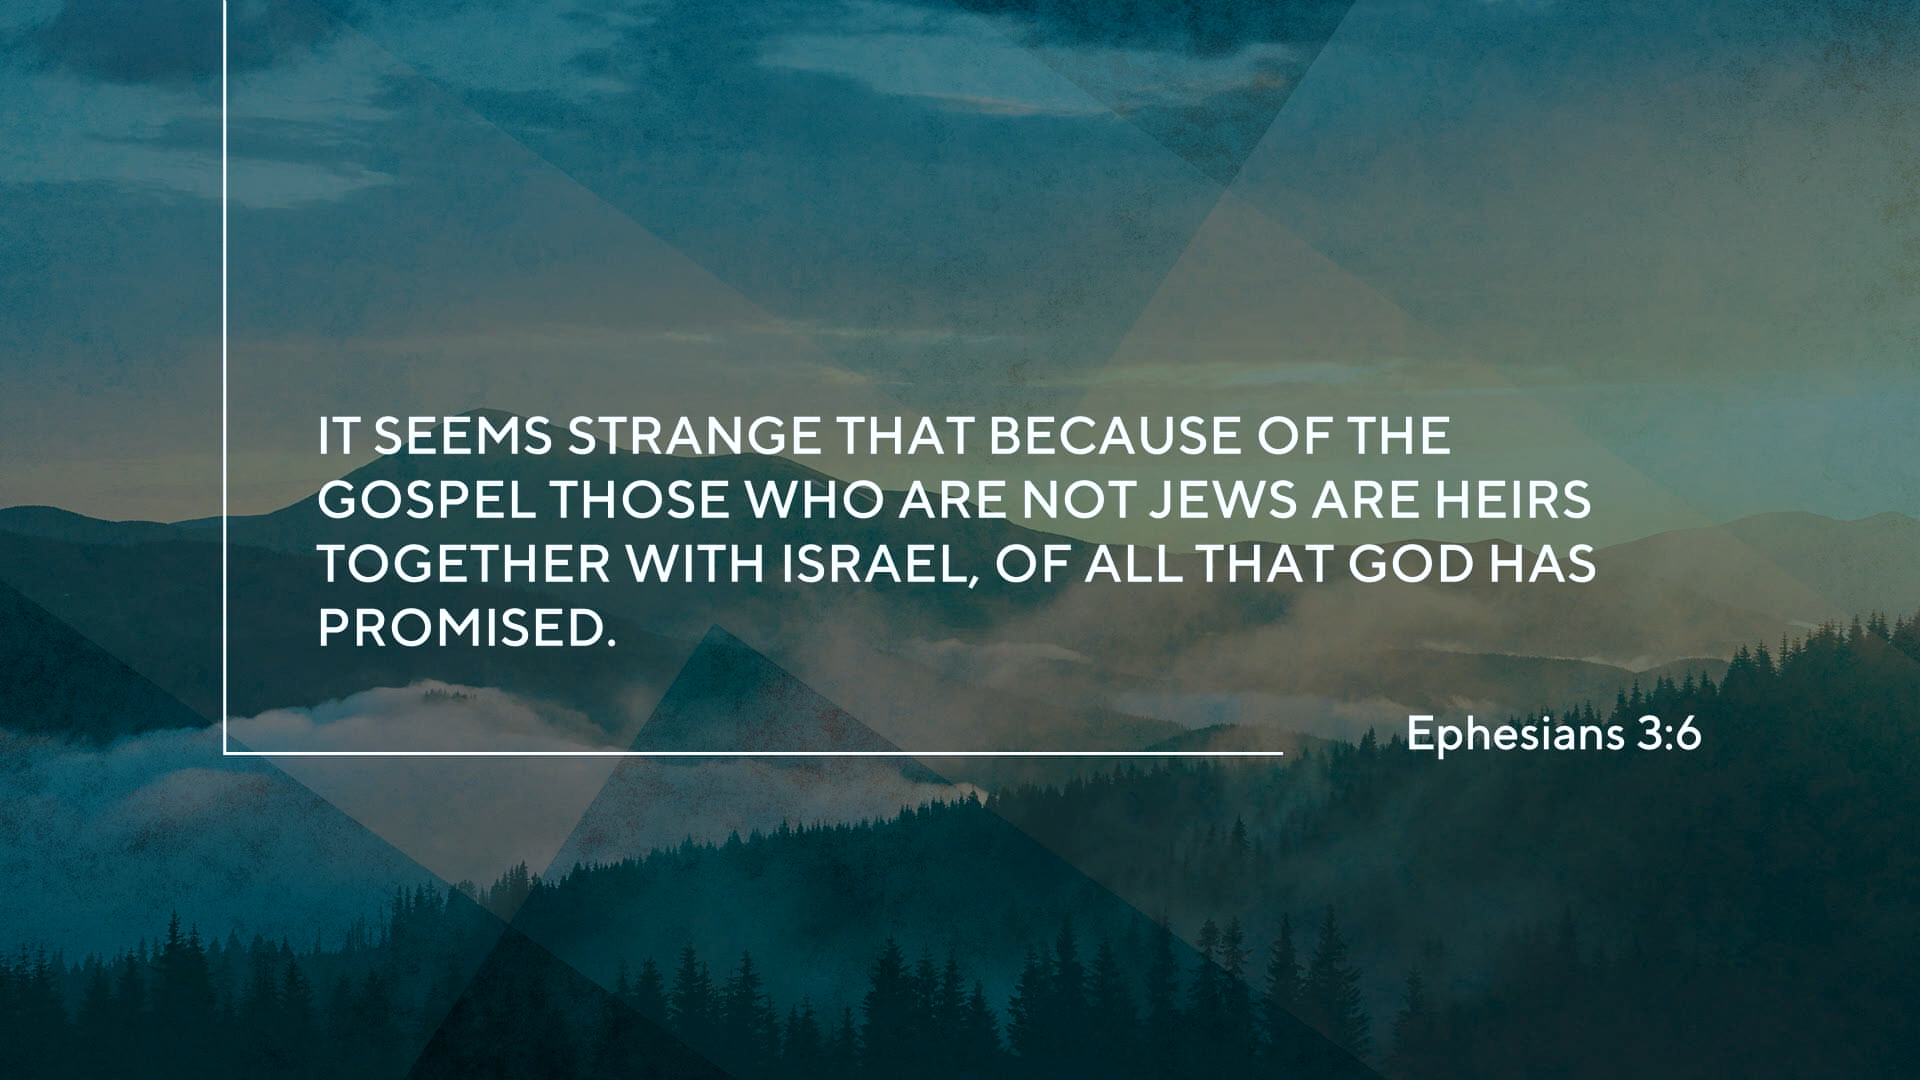 IT SEEMS STRANGE THAT BECAUSE OF THE
GOSPEL THOSE WHO ARE NOT JEWS ARE HEIRS
TOGETHER WITH ISRAEL, OF ALL THAT GOD HAS
PROMISED.
Ephesians 3:6